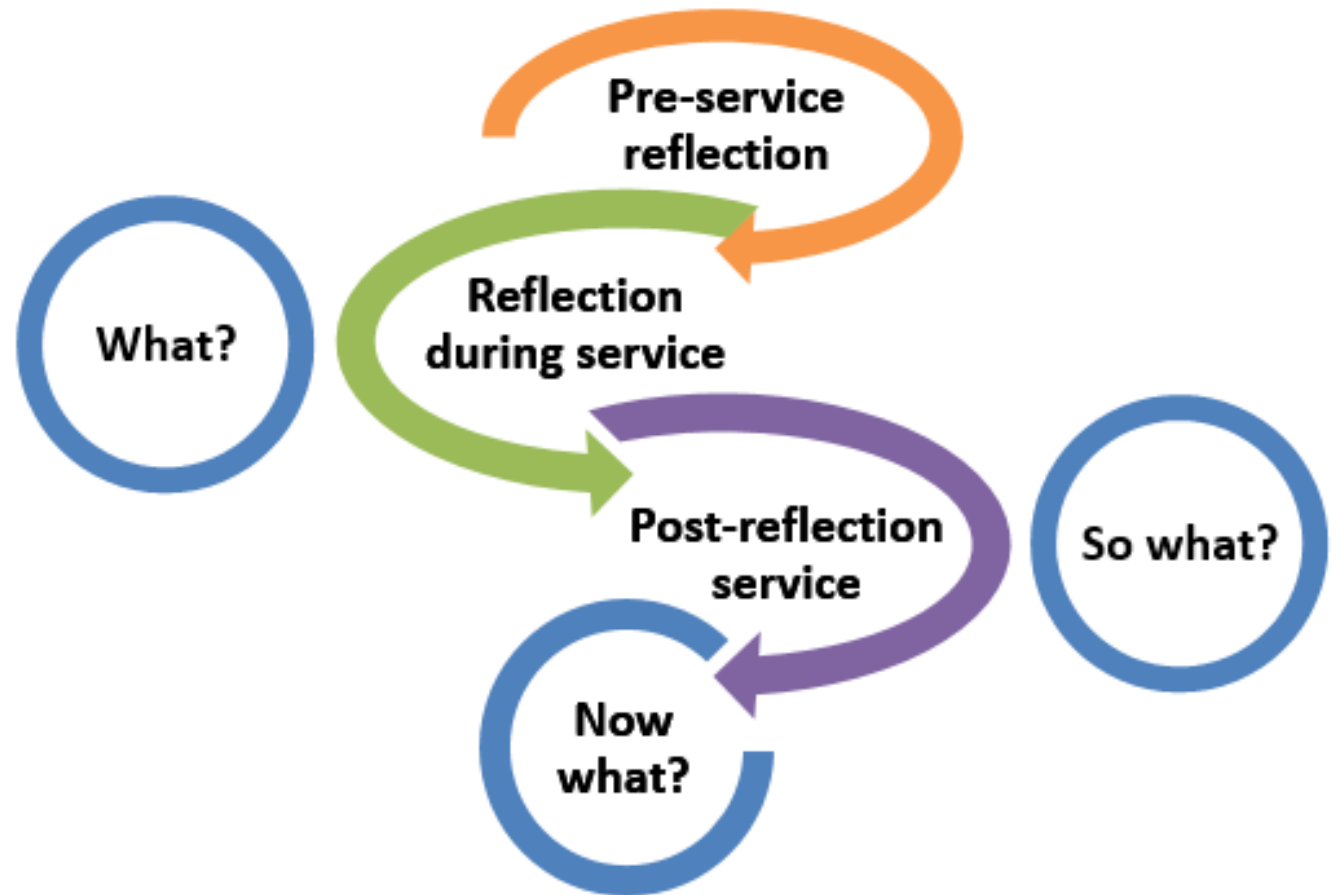 Pre-service
reflection
What?
Reflection
during service
Post-reflection
service
So what?
Now
what?